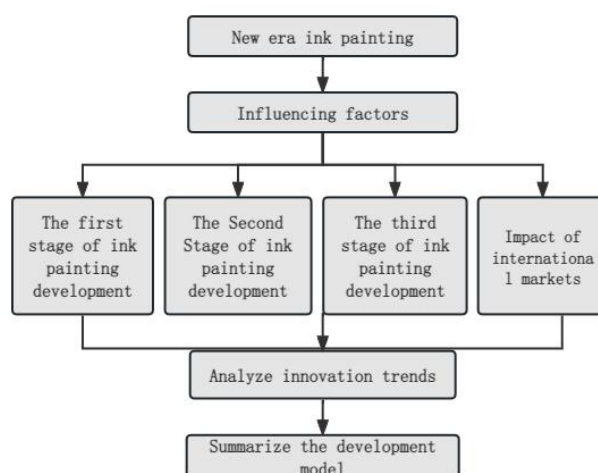 New era ink painting
Influencing factors
The first
stage of ink
painting
development
The Second
Stage of ink
painting
development
The third
stage of ink
painting
development
Impact of
internationa
l markets
Analyze innovation trends
Summarize the development
model